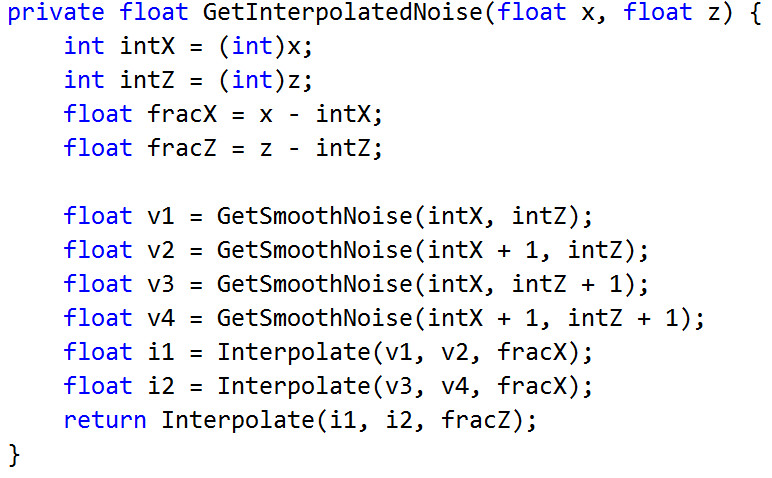 private float GetInterpolatedNoise(float x, float z) {
    int intX = (int)x;
    int intZ = (int)z;
    float fracX = x - intX;
    float fracZ = z - intZ;

    float v1 = GetSmoothNoise(intX, intZ);
    float v2 = GetSmoothNoise(intX + 1, intZ);
    float v3 = GetSmoothNoise(intX, intZ + 1);
    float v4 = GetSmoothNoise(intX + 1, intZ + 1);
    float i1 = Interpolate(v1, v2, fracX);
    float i2 = Interpolate(v3, v4, fracX);
    return Interpolate(i1, i2, fracZ);
}